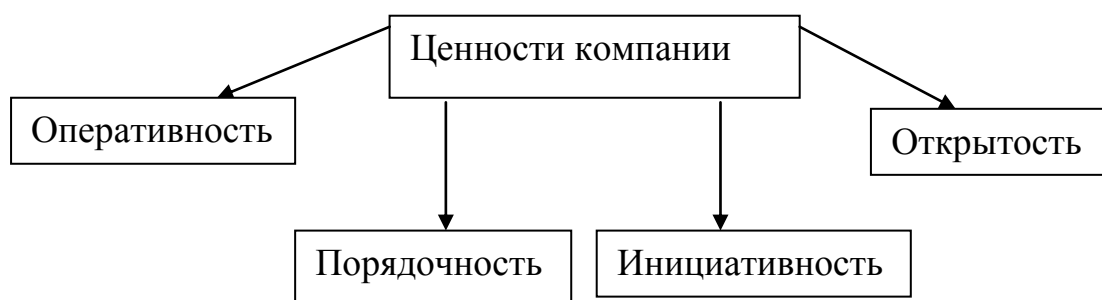 Ценности компании
Оперативность
Открытость
Порядочность
Инициативность